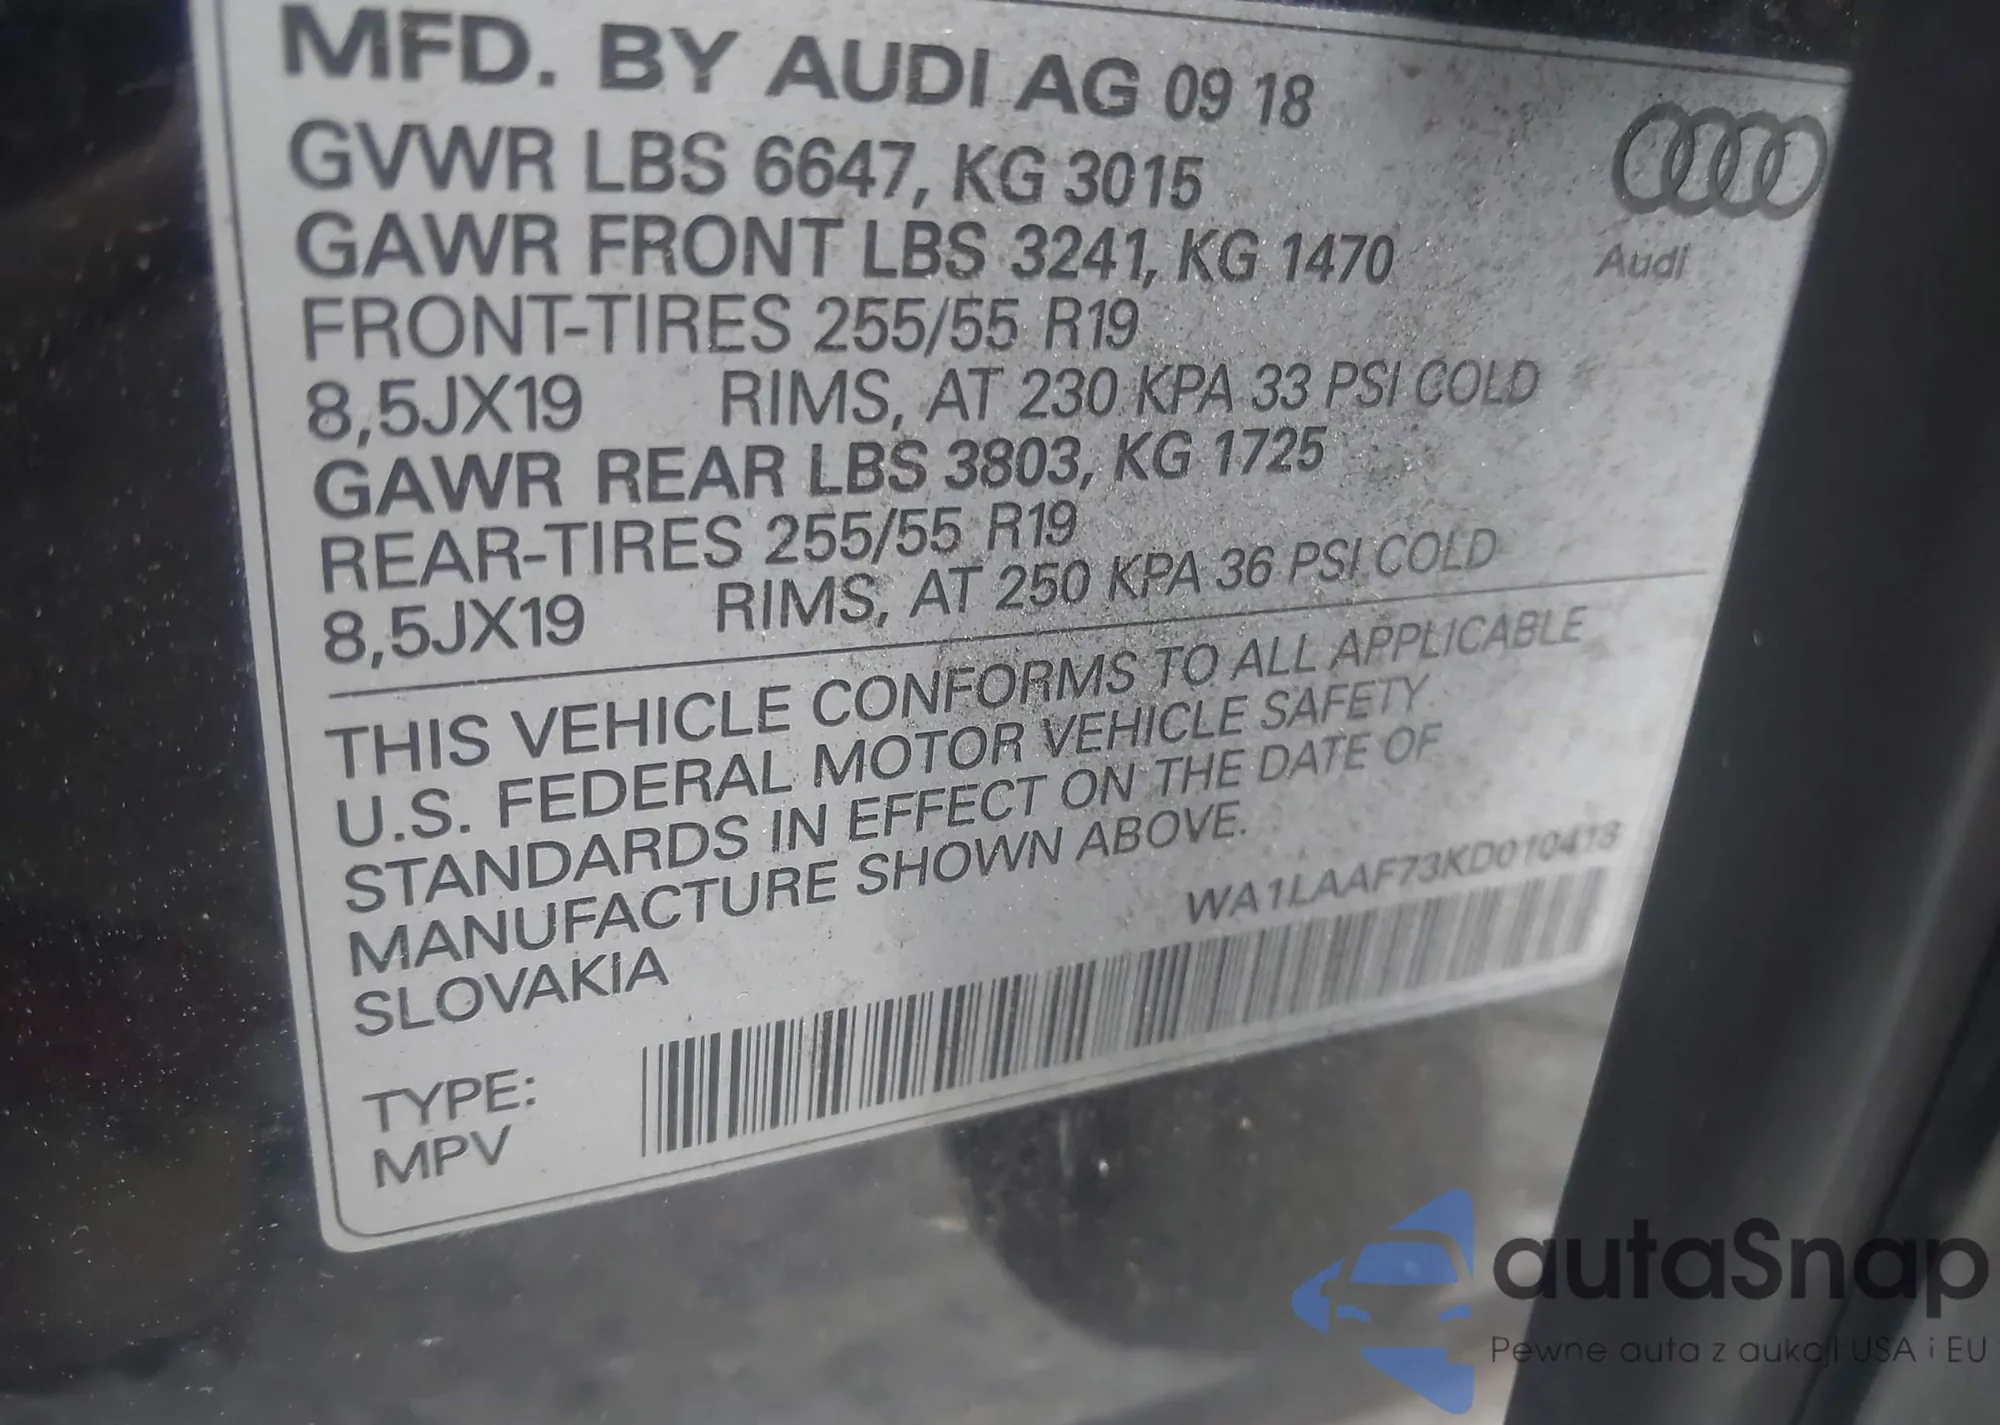 MFD. BY AUDI AG 09 18
GVWR LBS 6647, KG 3015
GAWR FRONT LBS 3241, KG 1470
Audi
FRONT-TIRES 255/55 R19
8,5JX19 RIMS, AT 230 KPA 33 PSI COLD
GAWR REAR LBS 3803, KG 1725
REAR-TIRES 255/55 R19
8,5JX19 RIMS, AT 250 KPA 36 PSI COLD
THIS VEHICLE CONFORMS TO ALL APPLICABLE
U.S. FEDERAL MOTOR VEHICLE SAFETY
STANDARDS IN EFFECT ON THE DATE OF
MANUFACTURE SHOWN ABOVE.
WA1LAAF73KD010418
SLOVAKIA
TYPE:
MPV
autaSnap
Pewne auta z aukcji USA i EU